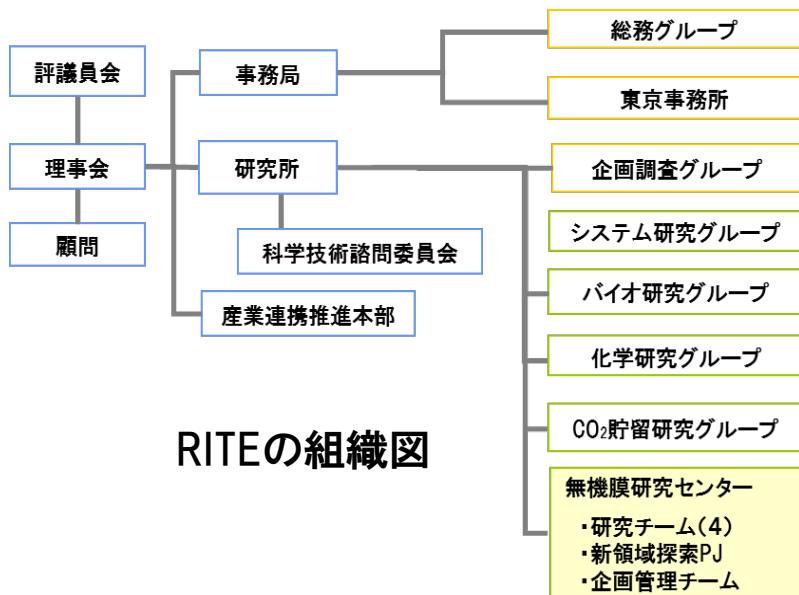 総務グループ
評議員会
事務局
東京事務所
理事会
研究所
企画調査グループ
顧問
科学技術諮問委員会
システム研究グループ
産業連携推進本部
バイオ研究グループ
化学研究グループ
CO₂貯留研究グループ
RITEの組織図
無機膜研究センター
・研究チーム(4)
・新領域探索PJ
・企画管理チーム